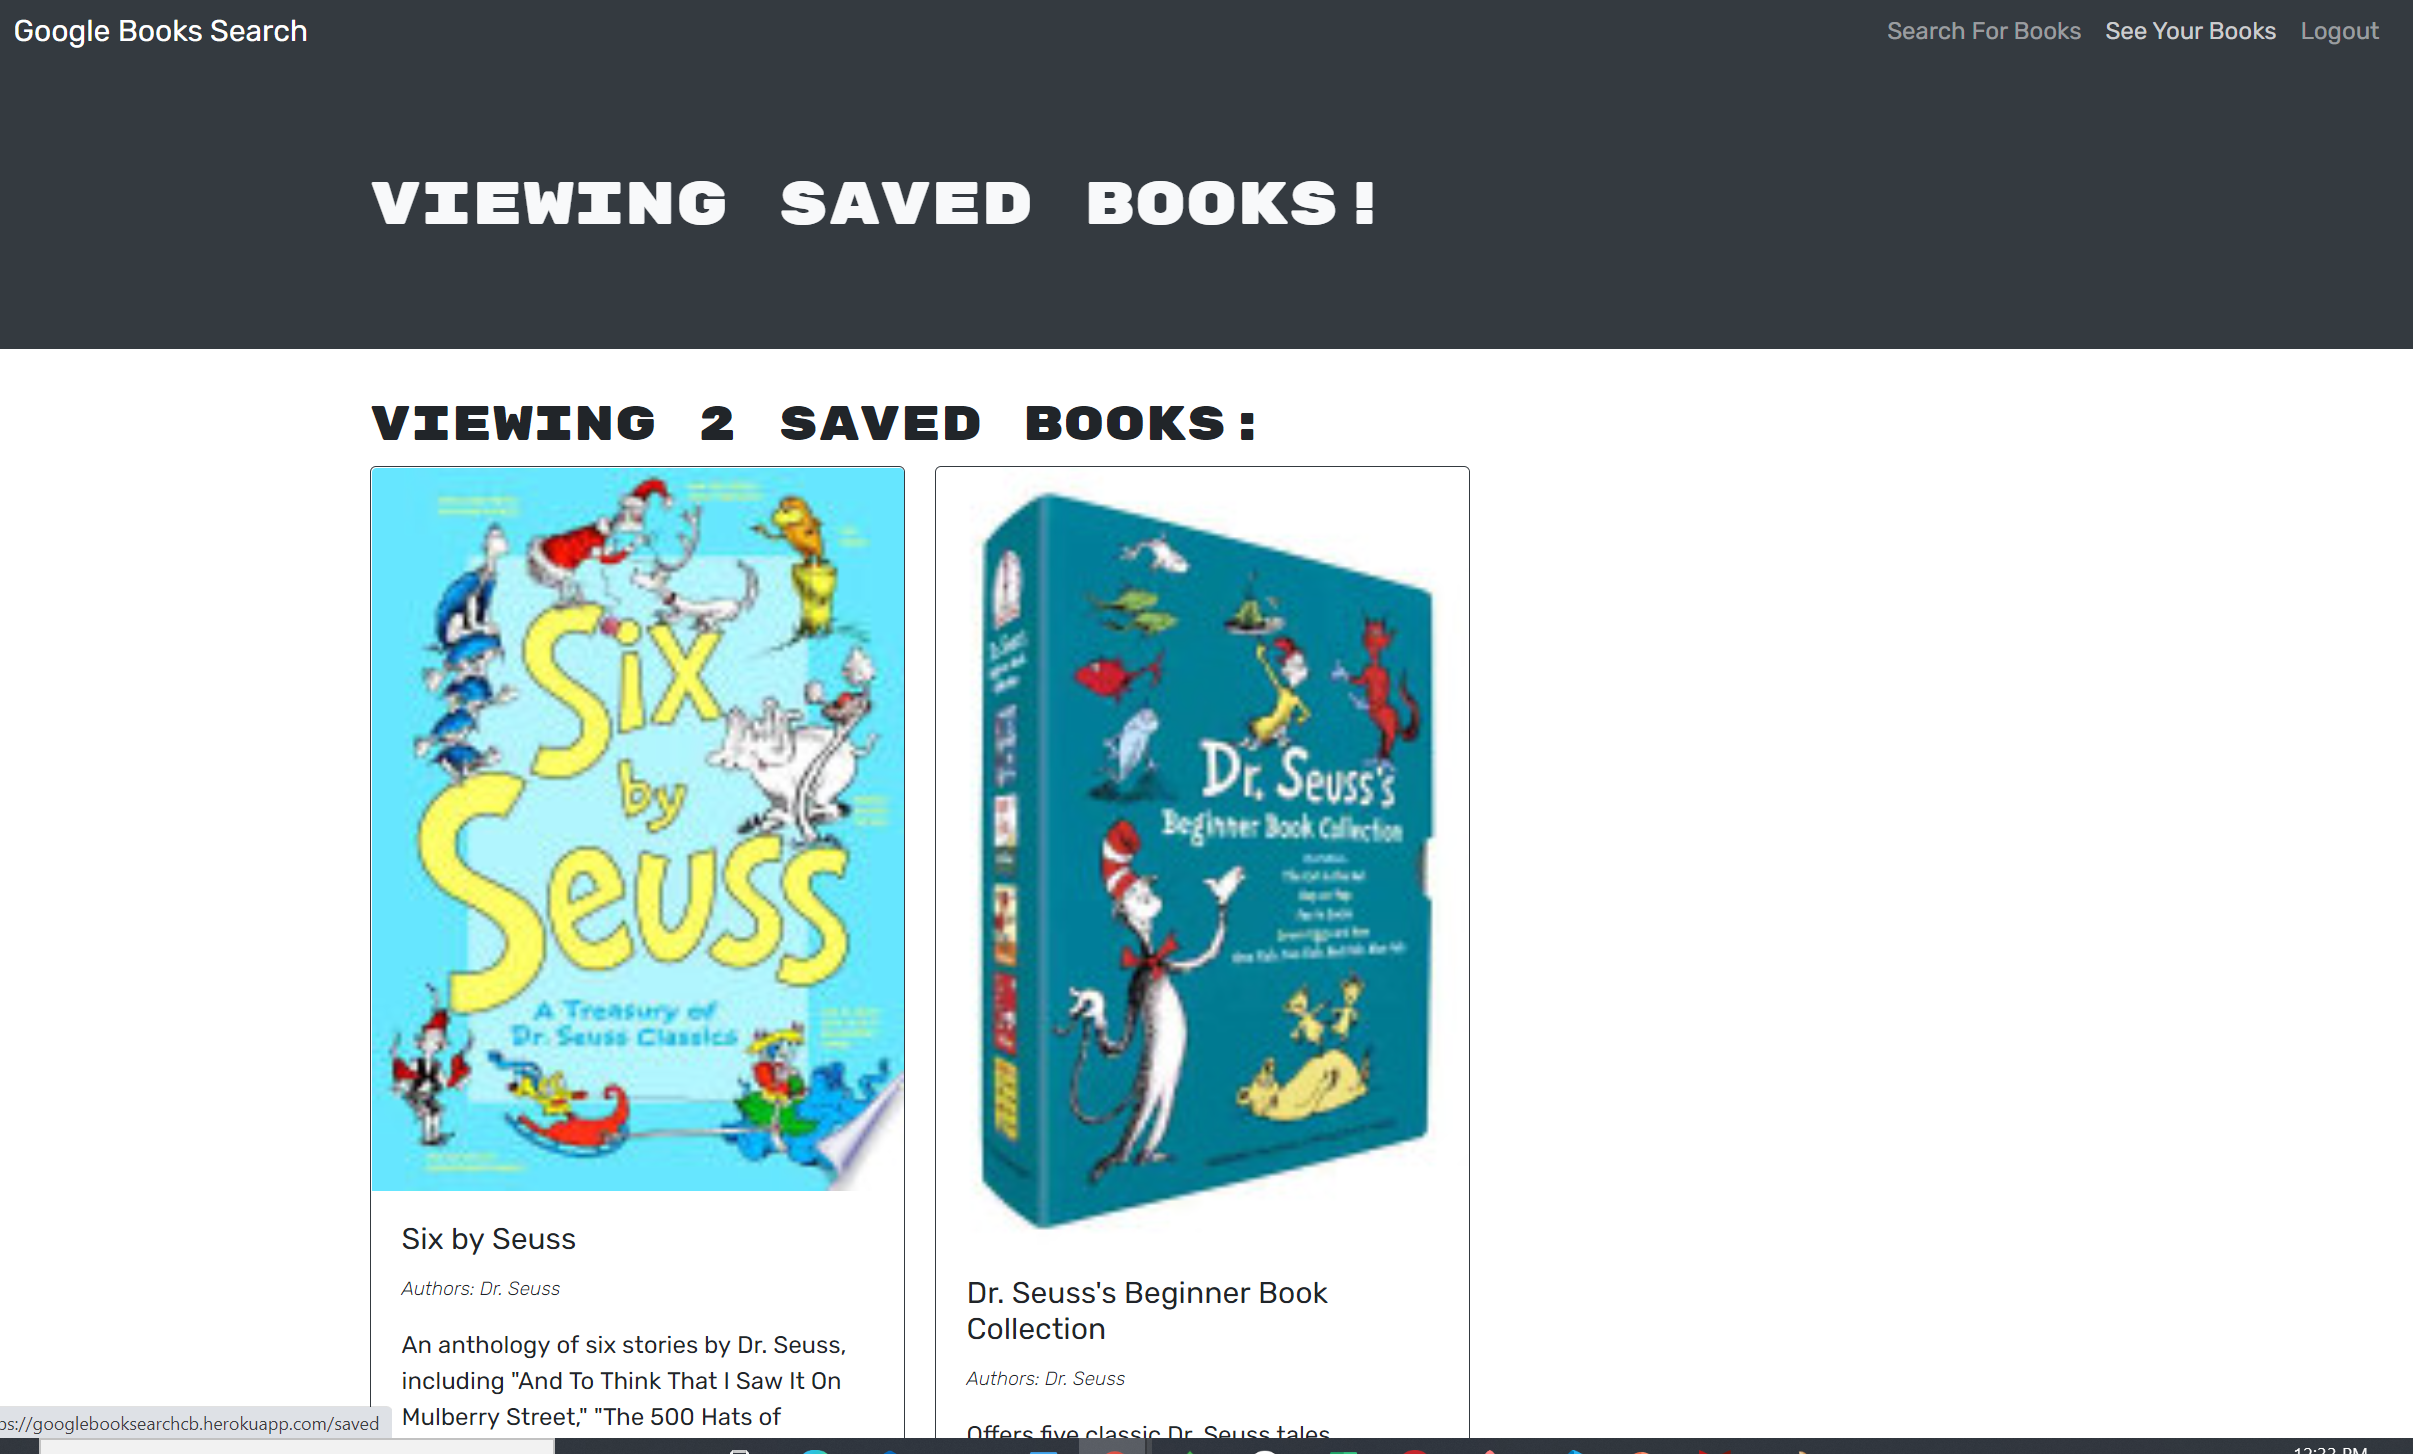 Google Books Search
Search For Books See Your Books Logout
VIEWING SAVED BOOKS!
VIEWING 2 SAVED BOOKS:
Six
by
Seuss
A Treasury of
Dr. Seuss Classics
Dr. Seuss's
Beginner Book Collection
Six by Seuss
Authors: Dr. Seuss
An anthology of six stories by Dr. Seuss,
including "And To Think That I Saw It On
Mulberry Street," "The 500 Hats of
Dr. Seuss's Beginner Book
Collection
Authors: Dr. Seuss
Offers five classic Dr. Seuss tales
ps://googlebooksearchcb.herokuapp.com/saved
12:33 PM